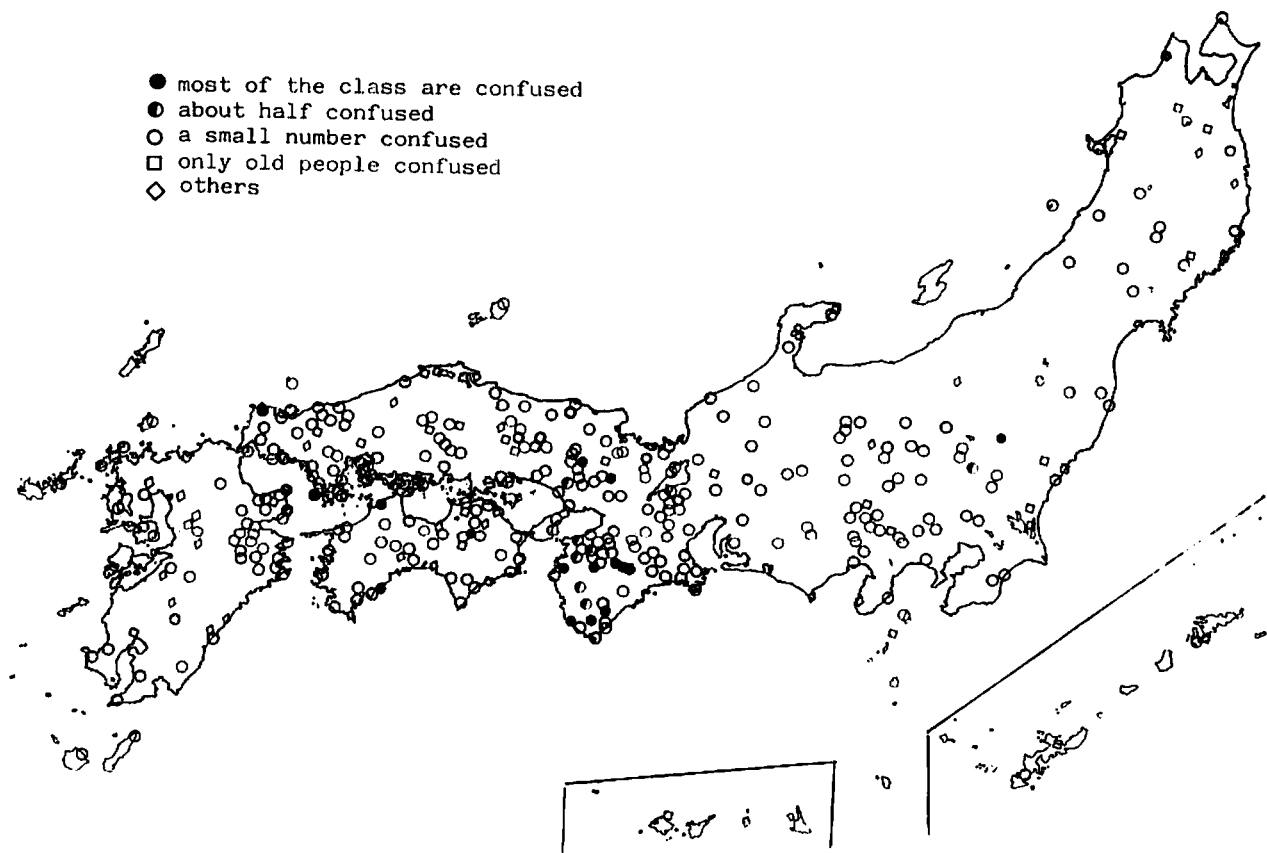 most of the class are confused
about half confused
a small number confused
only old people confused
others